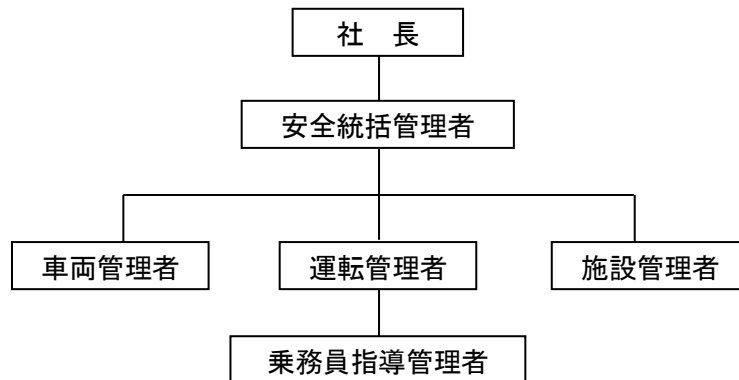 社　長
安全統括管理者
車両管理者
運転管理者
施設管理者
乗務員指導管理者